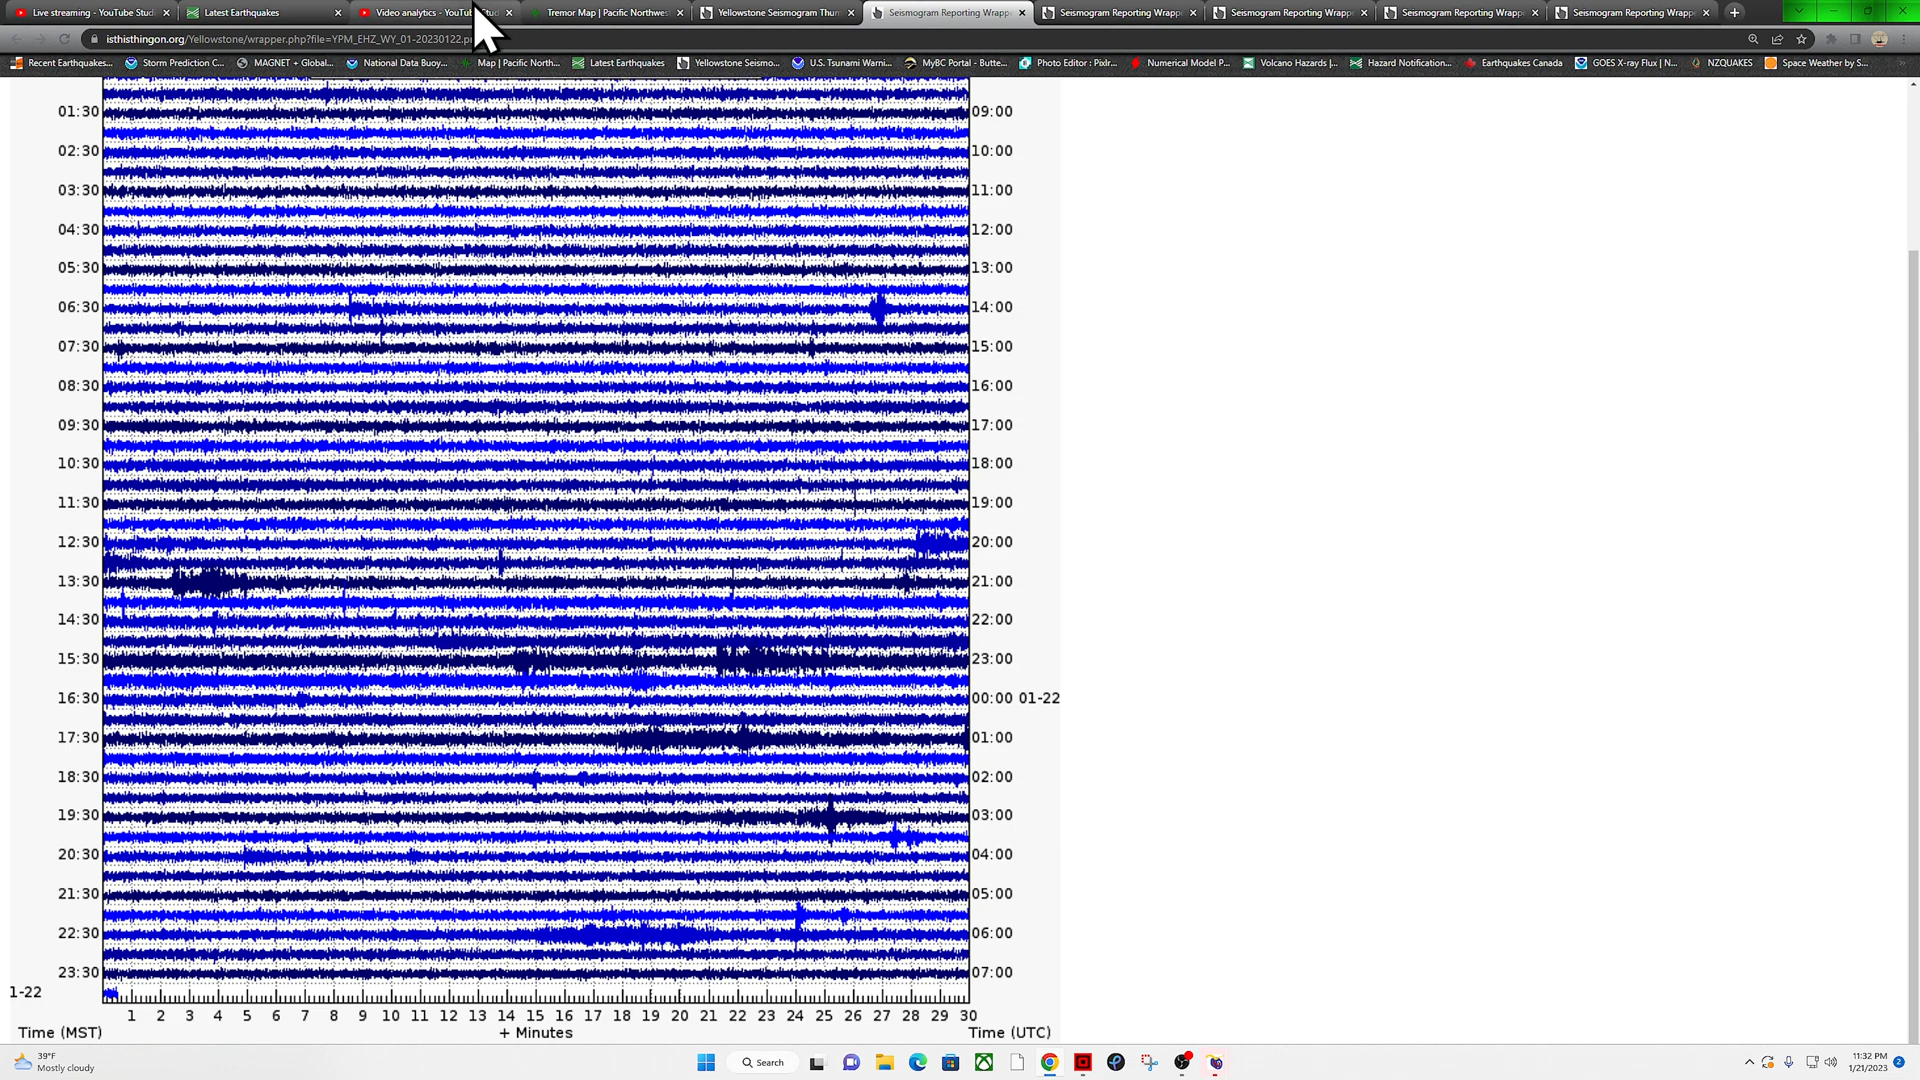 Live streaming - YouTube Studi
Latest Earthquakes
Video analytics - YouTube Stud
Tremor Map | Pacific Northwes
Yellowstone Seismogram Thum
Seismogram Reporting Wrapp
Seismogram Reporting Wrapp
Seismogram Reporting Wrapp
Seismogram Reporting Wrapp
Seismogram Reporting Wrapp
isthisthingon.org/Yellowstone/wrapper.php?file=YPM_EHZ_WY_01-20230122.p
Recent Earthquakes...
Storm Prediction C...
MAGNET + Global...
National Data Buoy...
Map | Pacific North...
Latest Earthquakes
Yellowstone Seismo...
U.S. Tsunami Warni...
MyBC Portal - Butte...
Photo Editor : Pixlr...
Numerical Model P...
Volcano Hazards |...
Hazard Notification...
Earthquakes Canada
GOES X-ray Flux | N...
NZQUAKES
Space Weather by S...
01:30 09:00
02:30 10:00
03:30 11:00
04:30 12:00
05:30 13:00
06:30 14:00
07:30 15:00
08:30 16:00
09:30 17:00
10:30 18:00
11:30 19:00
12:30 20:00
13:30 21:00
14:30 22:00
15:30 23:00
16:30 00:00 01-22
17:30 01:00
18:30 02:00
19:30 03:00
20:30 04:00
21:30 05:00
22:30 06:00
23:30 07:00
1-22
1 2 3 4 5 6 7 8 9 10 11 12 13 14 15 16 17 18 19 20 21 22 23 24 25 26 27 28 29 30
Time (MST) + Minutes Time (UTC)
39°F
Mostly cloudy
Search
11:32 PM
1/21/2023
2